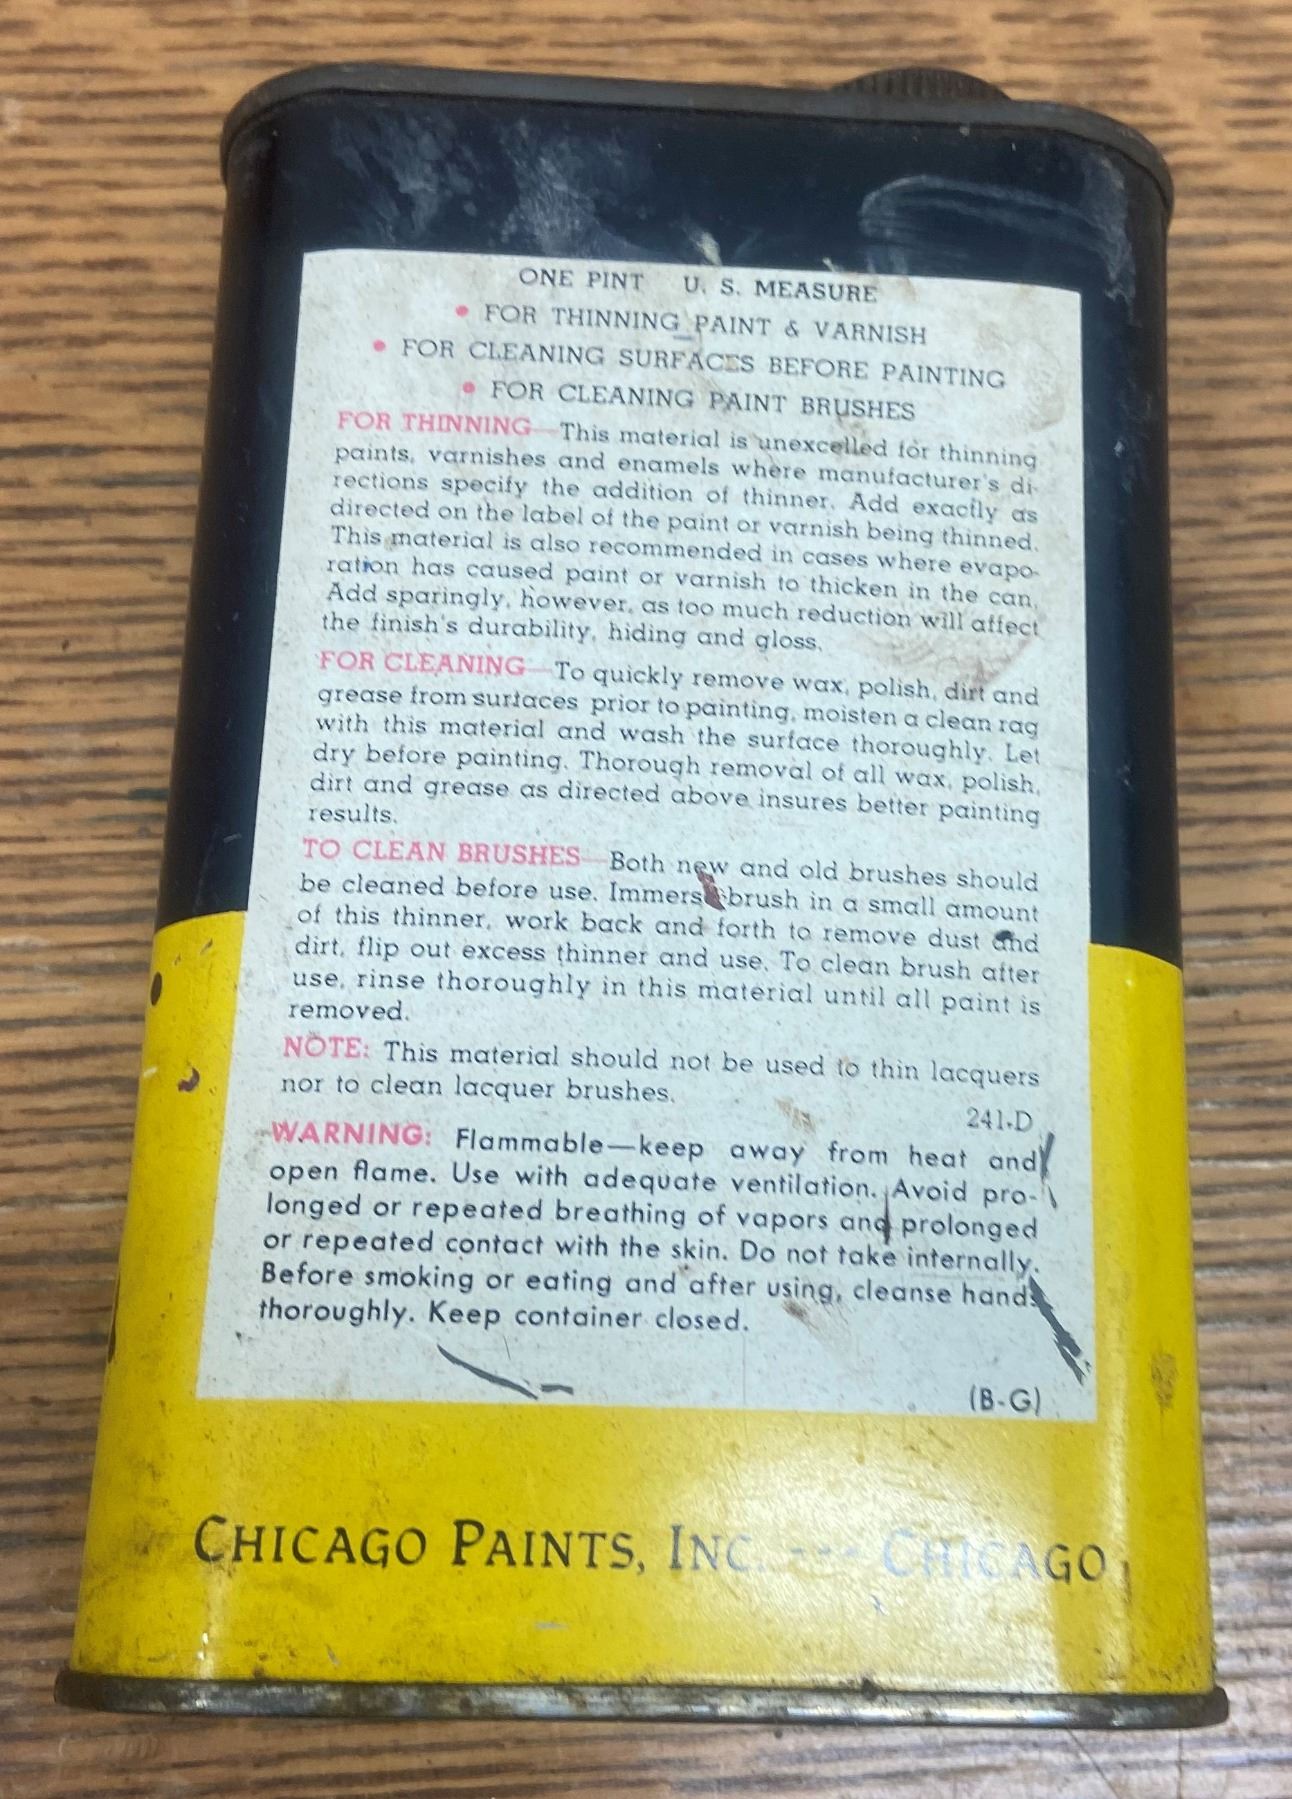 ONE PINT U. S. MEASURE
• FOR THINNING PAINT & VARNISH
• FOR CLEANING SURFACES BEFORE PAINTING
• FOR CLEANING PAINT BRUSHES
FOR THINNING—This material is unexcelled for thinning
paints, varnishes and enamels where manufacturer's di-
rections specify the addition of thinner. Add exactly as
directed on the label of the paint or varnish being thinned.
This material is also recommended in cases where evapo-
ration has caused paint or varnish to thicken in the can.
Add sparingly, however, as too much reduction will affect
the finish's durability, hiding and gloss.
FOR CLEANING—To quickly remove wax, polish, dirt and
grease from surfaces prior to painting, moisten a clean rag
with this material and wash the surface thoroughly. Let
dry before painting. Thorough removal of all wax, polish,
dirt and grease as directed above insures better painting
results.
TO CLEAN BRUSHES—Both new and old brushes should
be cleaned before use. Immerse brush in a small amount
of this thinner, work back and forth to remove dust and
dirt, flip out excess thinner and use. To clean brush after
use, rinse thoroughly in this material until all paint is
removed.
NOTE: This material should not be used to thin lacquers
nor to clean lacquer brushes.
241-D
WARNING: Flammable—keep away from heat and
open flame. Use with adequate ventilation. Avoid pro-
longed or repeated breathing of vapors and prolonged
or repeated contact with the skin. Do not take internally.
Before smoking or eating and after using, cleanse hands
thoroughly. Keep container closed.
(B-G)
CHICAGO PAINTS, INC. --- CHICAGO